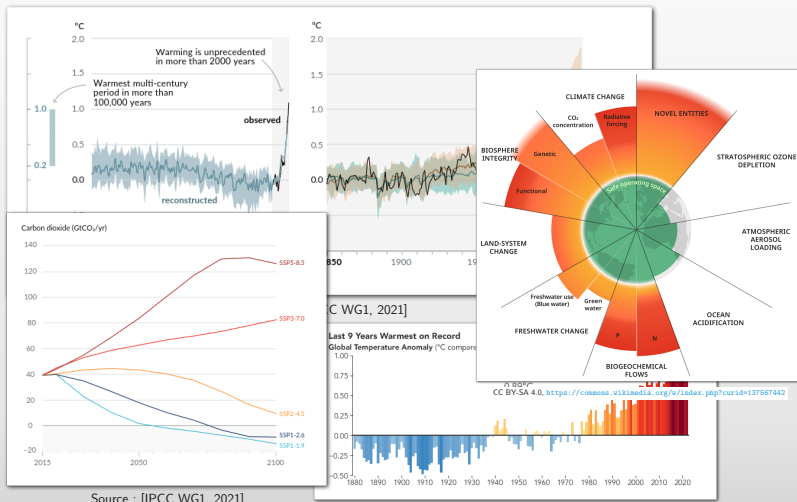 °C
2.0
1.5
1.0
0.5
0.0
Warming is unprecedented
in more than 2000 years
Warmest multi-century
period in more than
100,000 years
observed
reconstructed
1.0
0.2
°C
2.0
1.5
1.0
0.5
0.0
850
1900
CC WG1, 2021]
CLIMATE CHANGE
CO₂
concentration
Radiative
forcing
NOVEL ENTITIES
STRATOSPHERIC OZONE
DEPLETION
ATMOSPHERIC
AEROSOL
LOADING
OCEAN
ACIDIFICATION
BIOGEOCHEMICAL
FLOWS
P
N
FRESHWATER CHANGE
Freshwater use
(Blue water)
Green
water
LAND-SYSTEM
CHANGE
BIOSPHERE
INTEGRITY
Genetic
Functional
Safe operating space
CC BY-SA 4.0, https://commons.wikimedia.org/w/index.php?curid=137567442
Carbon dioxide (GtCO₂/yr)
140
120
100
80
60
40
20
0
−20
2015
2050
2100
SSP5-8.5
SSP3-7.0
SSP2-4.5
SSP1-2.6
SSP1-1.9
Last 9 Years Warmest on Record
Global Temperature Anomaly (°C compare
1.00
0.75
0.50
0.25
0.00
−0.25
−0.50
1880 1890 1900 1910 1920 1930 1940 1950 1960 1970 1980 1990 2000 2010 2020
Source : [IPCC WG1, 2021]